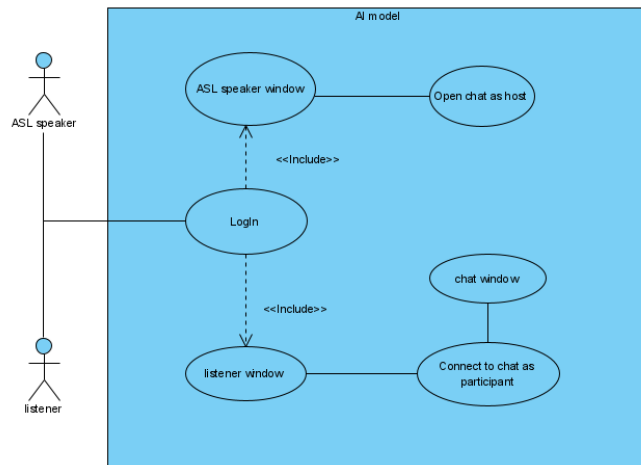 AI model
ASL speaker
ASL speaker window
Open chat as host
<<Include>>
LogIn
<<Include>>
chat window
listener
listener window
Connect to chat as
participant